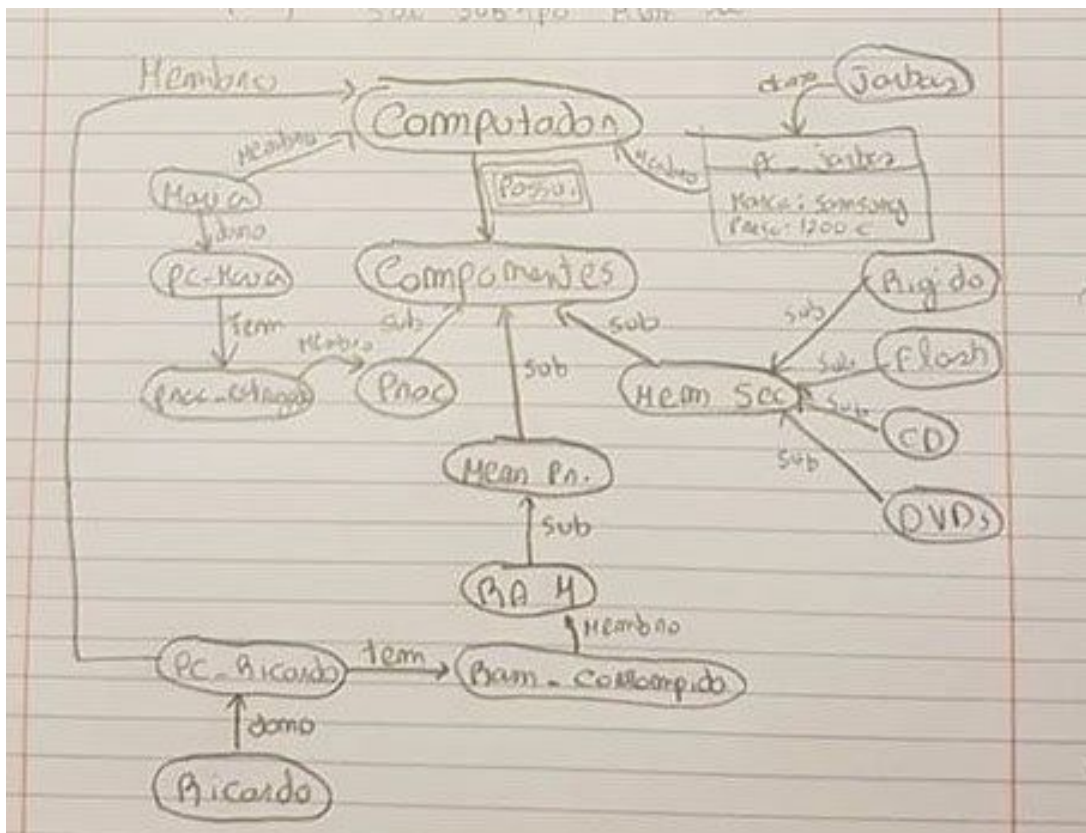 Membro
Computador
dono
Jarbas
Membro
Membro
pc_jarbas
Possui
Marca: Samsung
Preço: 1200 €
Maria
dono
PC-Maria
Componentes
Rigido
tem
Membro
sub
sub
sub
sub
Flash
Proc
sub
Mem Sec
sub
CD
sub
Mem Pr.
DVDs
sub
RAM
Membro
PC_Ricardo
tem
Ram_Corrompido
dono
Ricardo